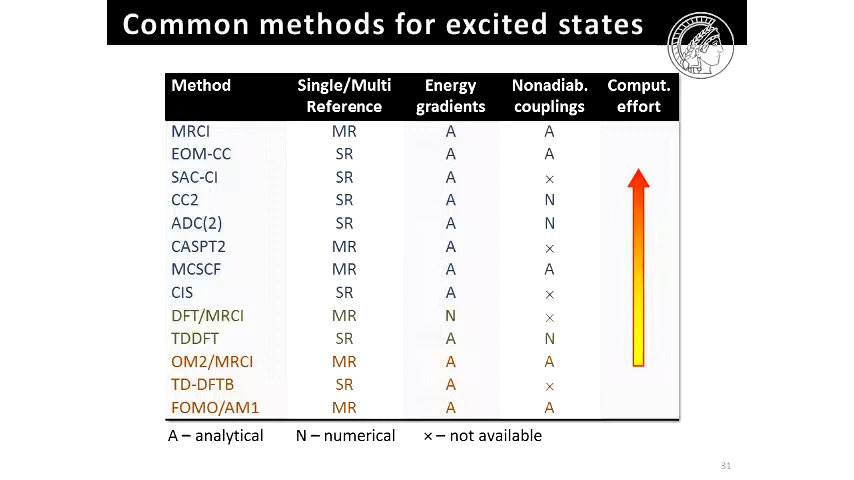 Common methods for excited states
Method Single/Multi Reference Energy gradients Nonadiab. couplings Comput. effort
MRCI MR A A
EOM-CC SR A A
SAC-CI SR A ×
CC2 SR A N
ADC(2) SR A N
CASPT2 MR A ×
MCSCF MR A A
CIS SR A ×
DFT/MRCI MR N ×
TDDFT SR A N
OM2/MRCI MR A A
TD-DFTB SR A ×
FOMO/AM1 MR A A
A – analytical N – numerical × – not available
31